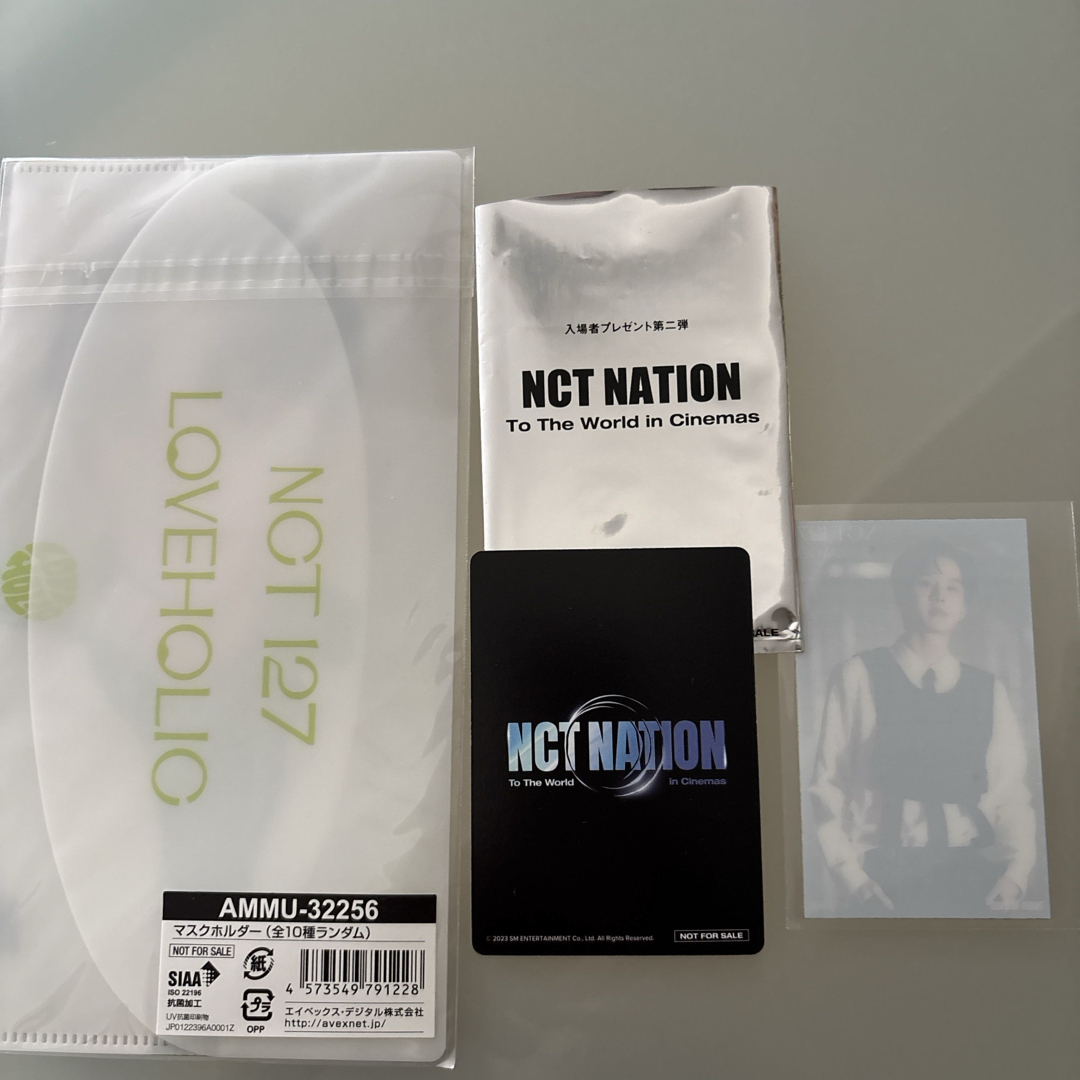 NCT 127
LOVEHOLIC
AMMU-32256
マスクホルダー(全10種ランダム)
NOT FOR SALE
SIAA
ISO 22196
抗菌加工
UV抗菌印刷物
JP0122396A0001Z
紙
プラ
OPP
4 573549 791228
エイベックス・デジタル株式会社
http://avexnet.jp/
入場者プレゼント第二弾
NCT NATION
To The World in Cinemas
ALE
NCT NATION
To The World in Cinemas
© 2023 SM ENTERTAINMENT Co., Ltd. All Rights Reserved.
NOT FOR SALE